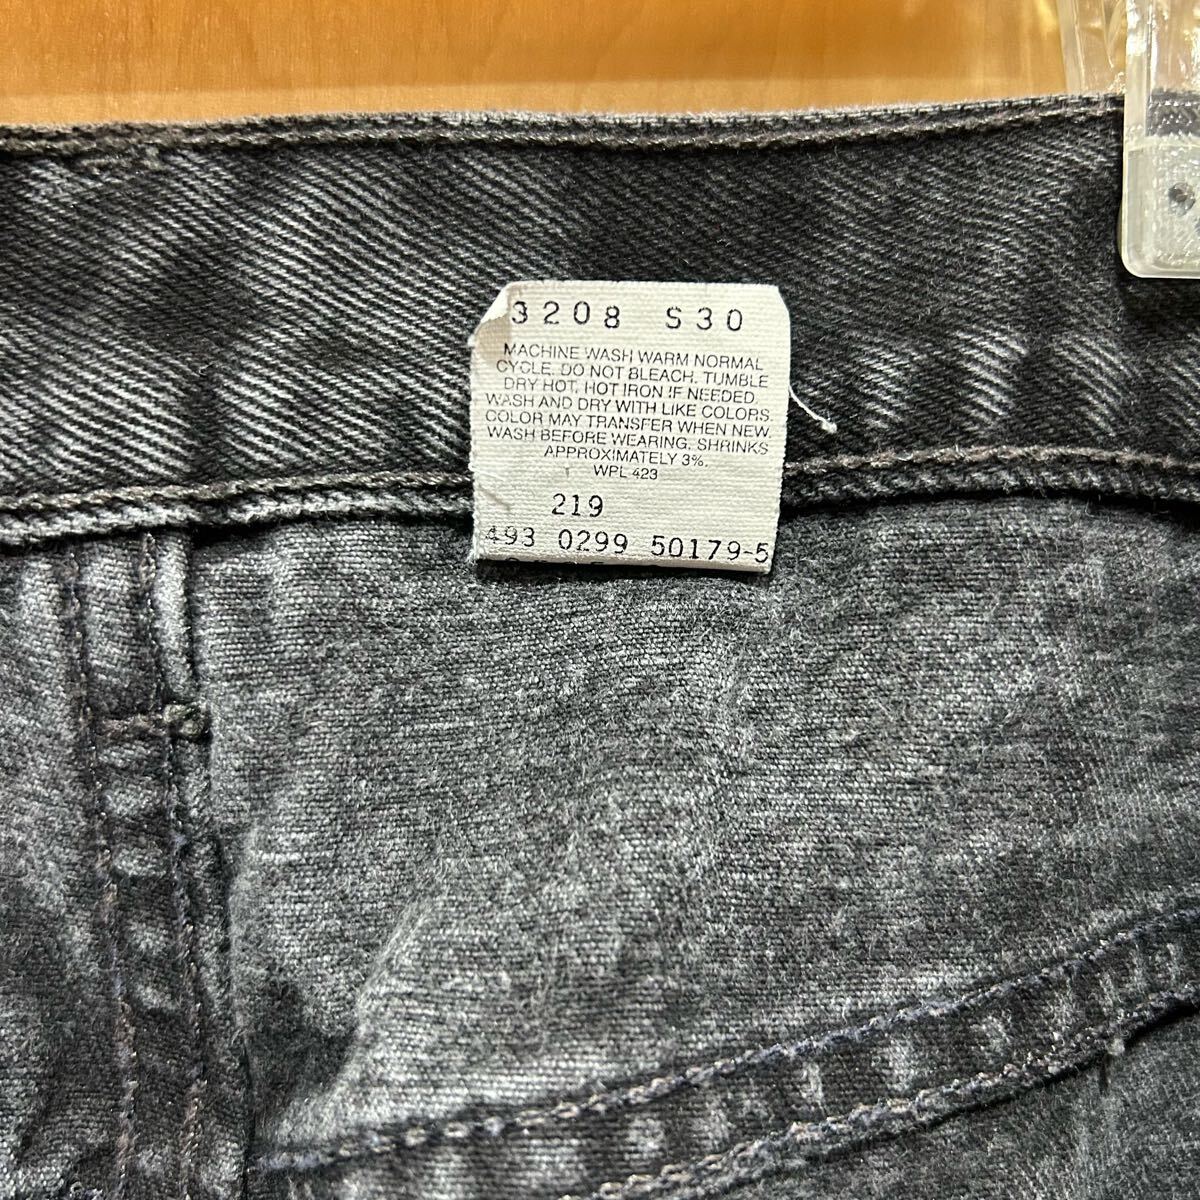 3208 S30
MACHINE WASH WARM NORMAL
CYCLE. DO NOT BLEACH. TUMBLE
DRY HOT. HOT IRON IF NEEDED.
WASH AND DRY WITH LIKE COLORS.
COLOR MAY TRANSFER WHEN NEW.
WASH BEFORE WEARING. SHRINKS
APPROXIMATELY 3%.
WPL 423
219
493 0299 50179-5